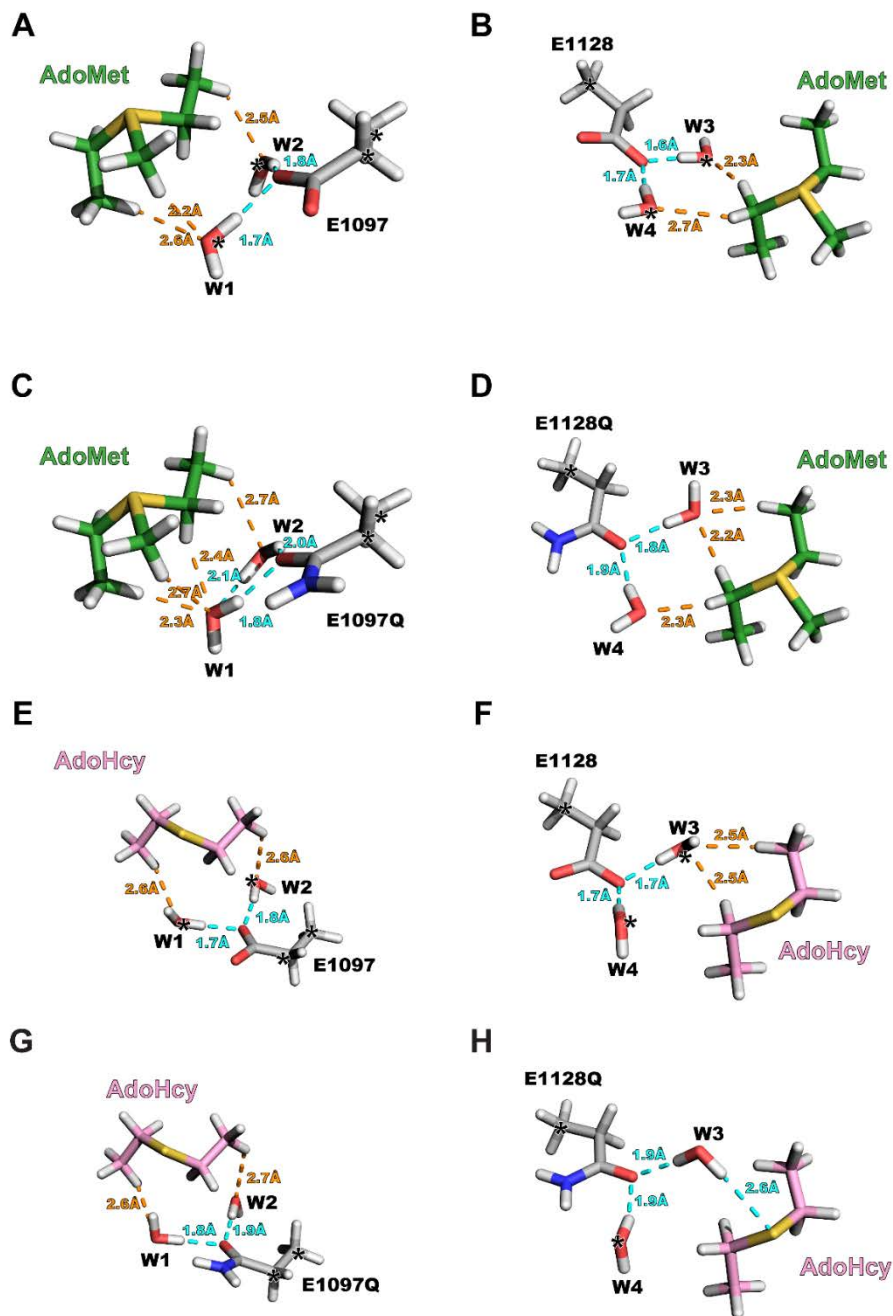 A
B
E1128
AdoMet
E1097
AdoMet
2.5Å
W2
1.8Å
W3
1.6Å
2.3Å
1.7Å
2.2Å
2.6Å
*
1.7Å
E1097
W4
2.7Å
W1
C
D
E1128Q
AdoMet
W3
AdoMet
2.7Å
W2
2.0Å
2.3Å
2.4Å
2.1Å
1.8Å
2.2Å
2.7Å
1.9Å
2.3Å
1.8Å
E1097Q
2.3Å
W4
W1
E
F
AdoHcy
E1128
W3
2.5Å
2.6Å
2.5Å
2.6Å
W2
1.7Å
1.8Å
1.7Å
W1
1.7Å
E1097
W4
AdoHcy
G
H
AdoHcy
E1128Q
W3
1.9Å
2.7Å
2.6Å
2.6Å
W2
1.9Å
1.8Å
1.9Å
W1
E1097Q
W4
AdoHcy